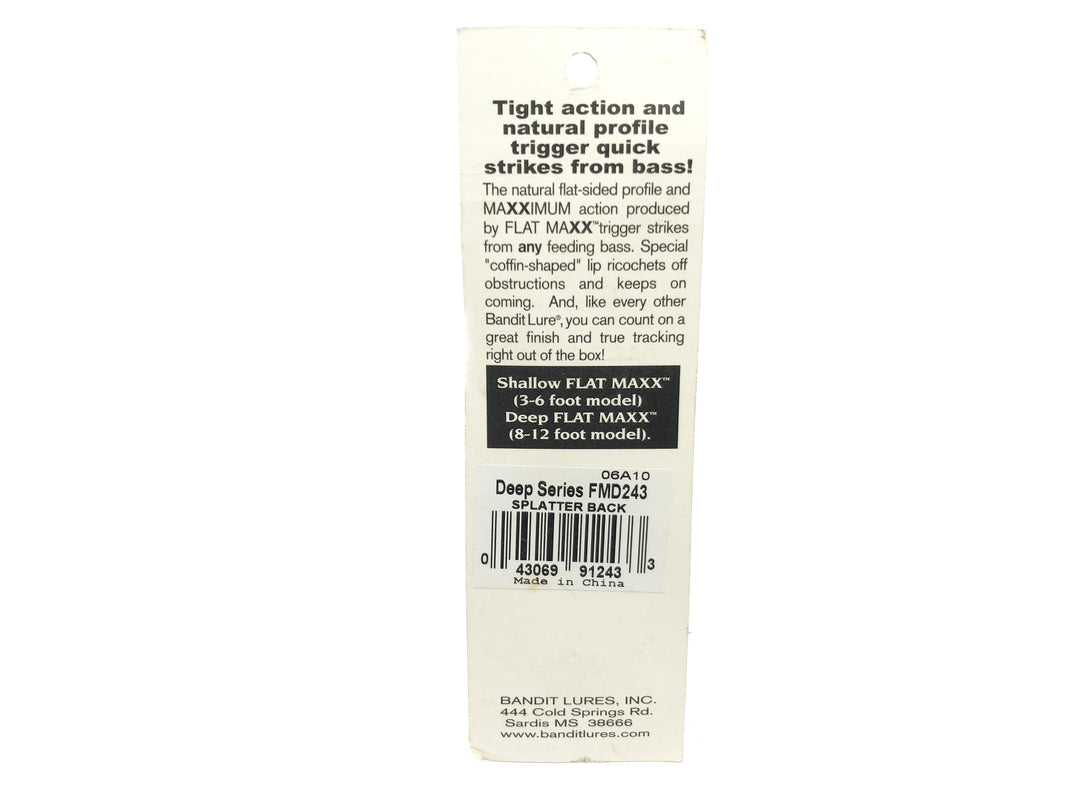 Tight action and
natural profile
trigger quick
strikes from bass!
The natural flat-sided profile and
MAXXIMUM action produced
by FLAT MAXX™trigger strikes
from any feeding bass. Special
"coffin-shaped" lip ricochets off
obstructions and keeps on
coming. And, like every other
Bandit Lure®, you can count on a
great finish and true tracking
right out of the box!
Shallow FLAT MAXX™
(3-6 foot model)
Deep FLAT MAXX™
(8-12 foot model).
06A10
Deep Series FMD243
SPLATTER BACK
0 43069 91243 3
Made in China
BANDIT LURES, INC.
444 Cold Springs Rd.
Sardis MS 38666
www.banditlures.com